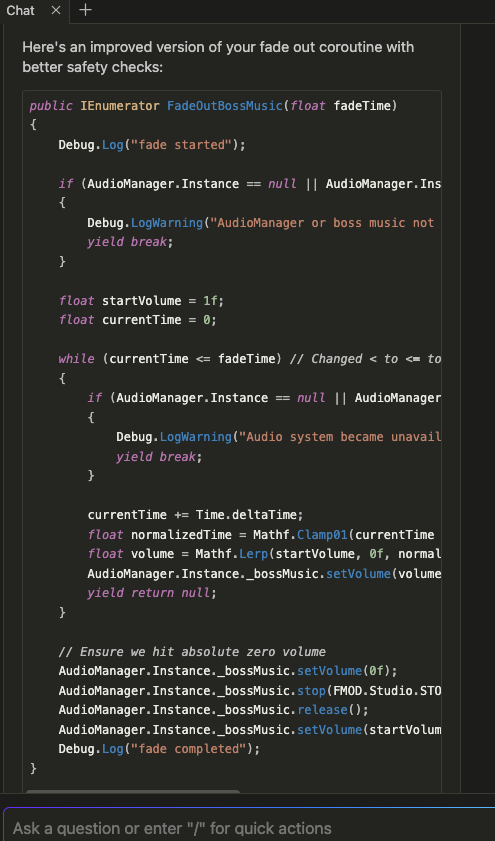 Chat × +
Here's an improved version of your fade out coroutine with
better safety checks:
public IEnumerator FadeOutBossMusic(float fadeTime)
{
Debug.Log("fade started");
if (AudioManager.Instance == null || AudioManager.Ins
{
Debug.LogWarning("AudioManager or boss music not
yield break;
}
float startVolume = 1f;
float currentTime = 0;
while (currentTime <= fadeTime) // Changed < to <= to
{
if (AudioManager.Instance == null || AudioManager
{
Debug.LogWarning("Audio system became unavail
yield break;
}
currentTime += Time.deltaTime;
float normalizedTime = Mathf.Clamp01(currentTime
float volume = Mathf.Lerp(startVolume, 0f, normal
AudioManager.Instance._bossMusic.setVolume(volume
yield return null;
}
// Ensure we hit absolute zero volume
AudioManager.Instance._bossMusic.setVolume(0f);
AudioManager.Instance._bossMusic.stop(FMOD.Studio.STO
AudioManager.Instance._bossMusic.release();
AudioManager.Instance._bossMusic.setVolume(startVolum
Debug.Log("fade completed");
}
Ask a question or enter "/" for quick actions